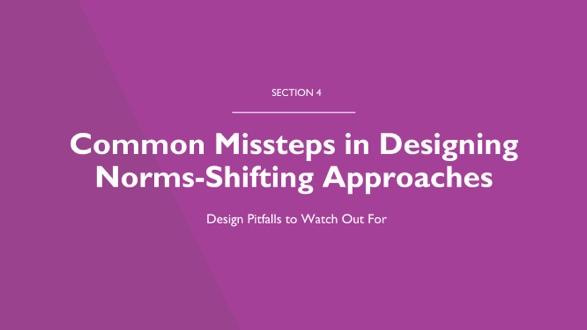 SECTION 4
Common Missteps in Designing
Norms-Shifting Approaches
Design Pitfalls to Watch Out For